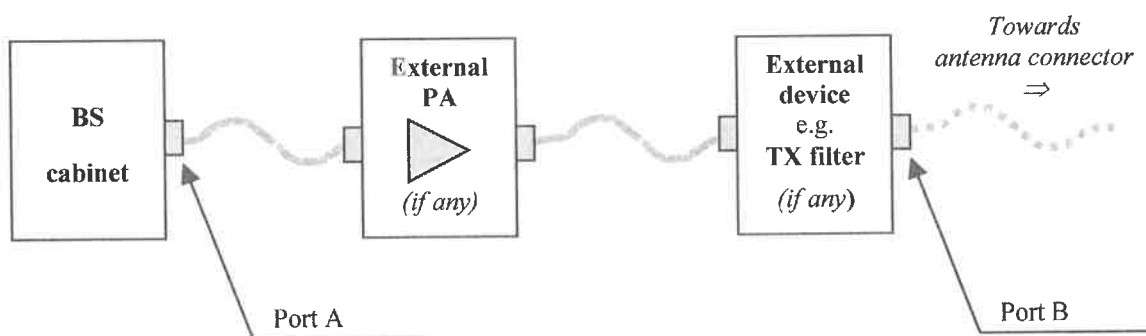 BS
cabinet
External
PA
(if any)
External
device
e.g.
TX filter
(if any)
Towards
antenna connector
⇒
Port A
Port B